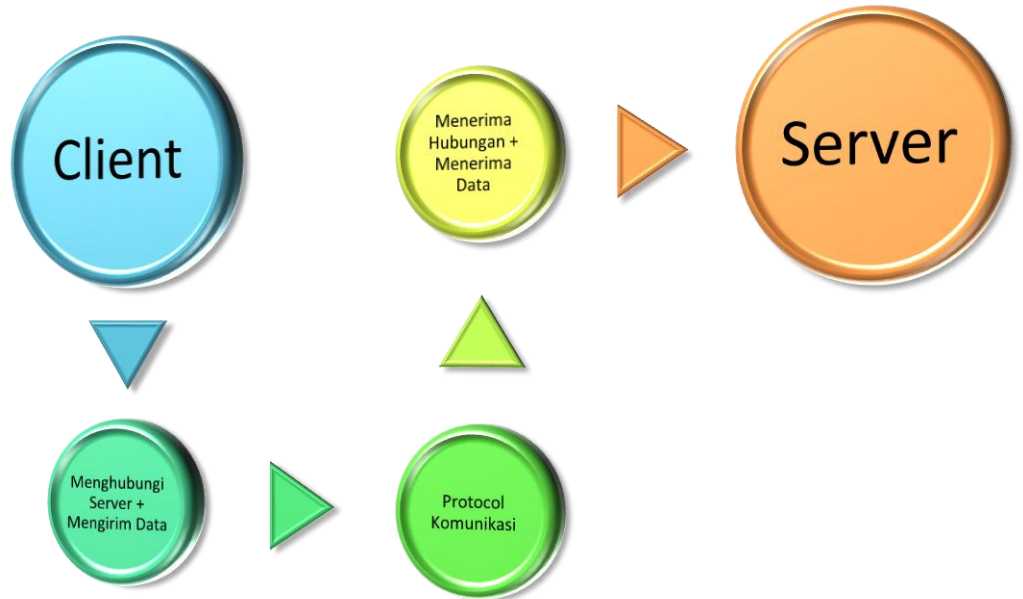 Client
Menghubungi
Server +
Mengirim Data
Protocol
Komunikasi
Menerima
Hubungan +
Menerima
Data
Server